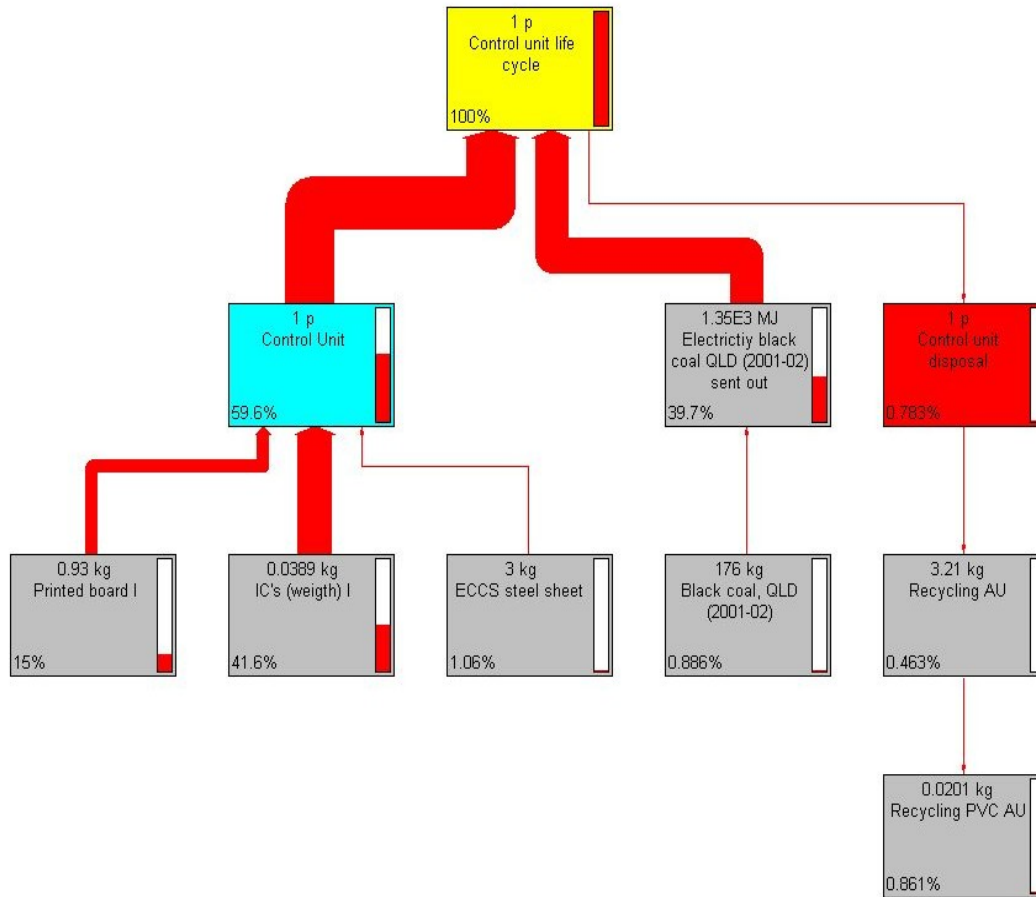 1 p
Control unit life
cycle
100%
1 p
Control Unit
59.6%
1.35E3 MJ
Electrictiy black
coal QLD (2001-02)
sent out
39.7%
1 p
Control unit
disposal
0.783%
0.93 kg
Printed board I
15%
0.0389 kg
IC's (weigth) I
41.6%
3 kg
ECCS steel sheet
1.06%
176 kg
Black coal, QLD
(2001-02)
0.886%
3.21 kg
Recycling AU
0.463%
0.0201 kg
Recycling PVC AU
0.861%